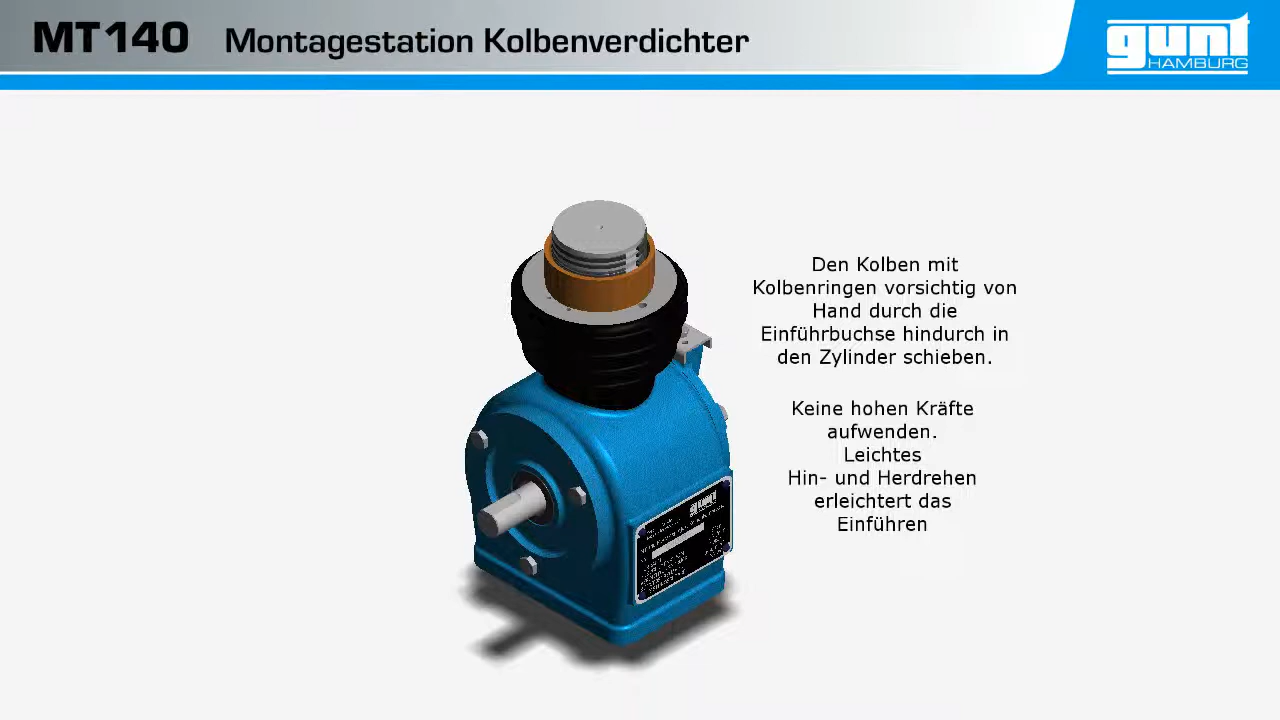 MT140 Montagestation Kolbenverdichter
gunt
HAMBURG
Den Kolben mit
Kolbenringen vorsichtig von
Hand durch die
Einführbuchse hindurch in
den Zylinder schieben.
Keine hohen Kräfte
aufwenden.
Leichtes
Hin- und Herdrehen
erleichtert das
Einführen
gunt